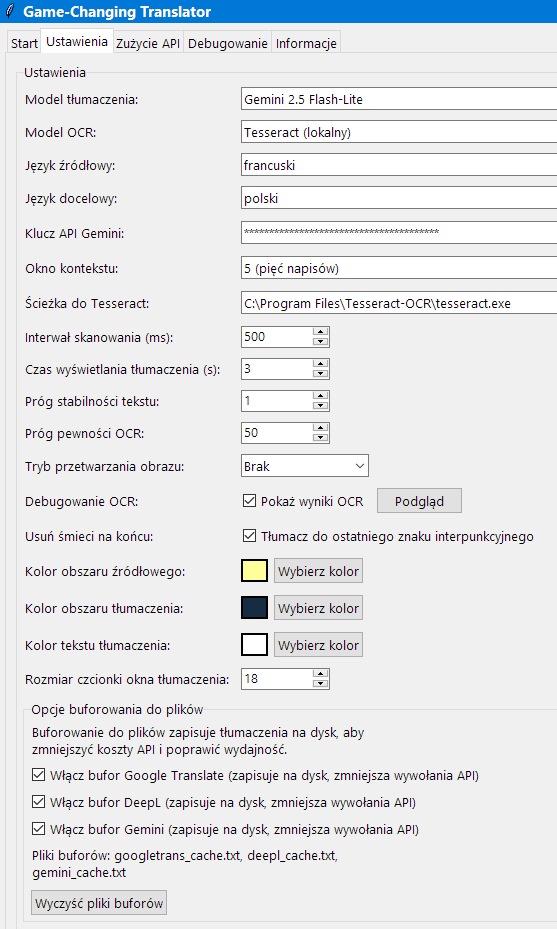 Game-Changing Translator
Start Ustawienia Zużycie API Debugowanie Informacje
Ustawienia
Model tłumaczenia: Gemini 2.5 Flash-Lite
Model OCR: Tesseract (lokalny)
Język źródłowy: francuski
Język docelowy: polski
Klucz API Gemini: ***************************************
Okno kontekstu: 5 (pięć napisów)
Ścieżka do Tesseract: C:\Program Files\Tesseract-OCR\tesseract.exe
Interwał skanowania (ms): 500
Czas wyświetlania tłumaczenia (s): 3
Próg stabilności tekstu: 1
Próg pewności OCR: 50
Tryb przetwarzania obrazu: Brak
Debugowanie OCR: Pokaż wyniki OCR Podgląd
Usuń śmieci na końcu: Tłumacz do ostatniego znaku interpunkcyjnego
Kolor obszaru źródłowego: Wybierz kolor
Kolor obszaru tłumaczenia: Wybierz kolor
Kolor tekstu tłumaczenia: Wybierz kolor
Rozmiar czcionki okna tłumaczenia: 18
Opcje buforowania do plików
Buforowanie do plików zapisuje tłumaczenia na dysk, aby
zmniejszyć koszty API i poprawić wydajność.
Włącz bufor Google Translate (zapisuje na dysk, zmniejsza wywołania API)
Włącz bufor DeepL (zapisuje na dysk, zmniejsza wywołania API)
Włącz bufor Gemini (zapisuje na dysk, zmniejsza wywołania API)
Pliki buforów: googletrans_cache.txt, deepl_cache.txt,
gemini_cache.txt
Wyczyść pliki buforów